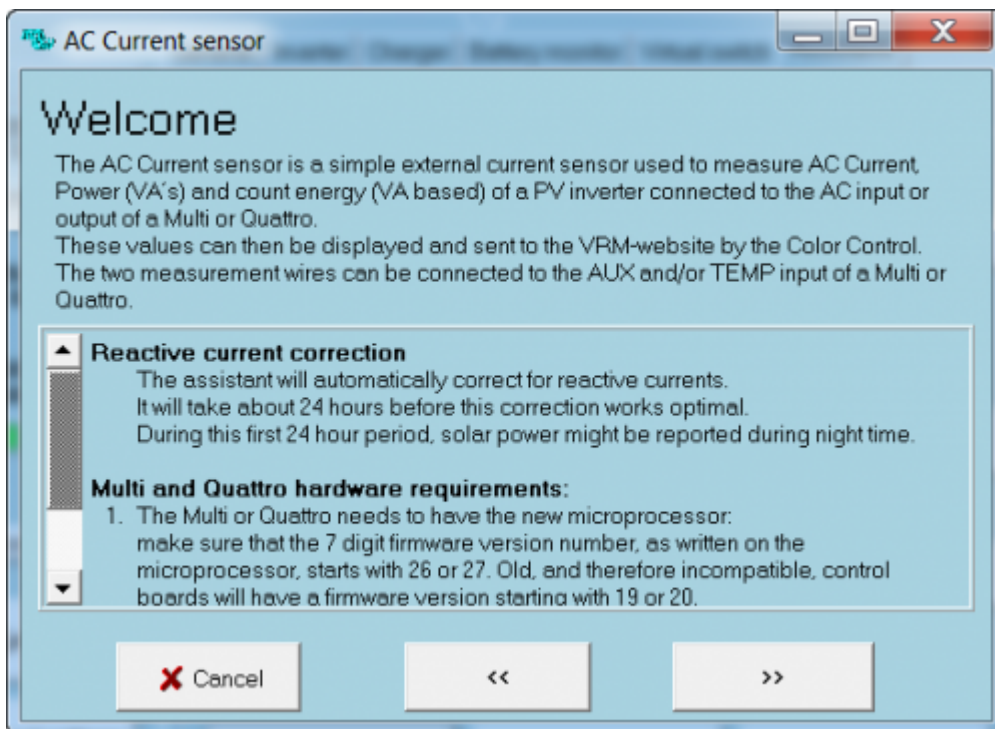 AC Current sensor
Welcome
The AC Current sensor is a simple external current sensor used to measure AC Current,
Power (VA's) and count energy (VA based) of a PV inverter connected to the AC input or
output of a Multi or Quattro.
These values can then be displayed and sent to the VRM-website by the Color Control.
The two measurement wires can be connected to the AUX and/or TEMP input of a Multi or
Quattro.
Reactive current correction
The assistant will automatically correct for reactive currents.
It will take about 24 hours before this correction works optimal.
During this first 24 hour period, solar power might be reported during night time.
Multi and Quattro hardware requirements:
1. The Multi or Quattro needs to have the new microprocessor:
make sure that the 7 digit firmware version number, as written on the
microprocessor, starts with 26 or 27. Old, and therefore incompatible, control
boards will have a firmware version starting with 19 or 20.
Cancel << >>